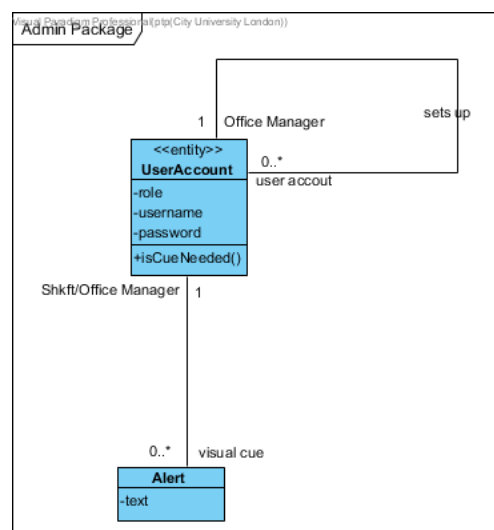 Visual Paradigm Professional(ptp(City University London))
Admin Package
sets up
1 Office Manager
<<entity>>
UserAccount
0..*
user accout
-role
-username
-password
+isCueNeeded()
Shkft/Office Manager 1
0..* visual cue
Alert
-text